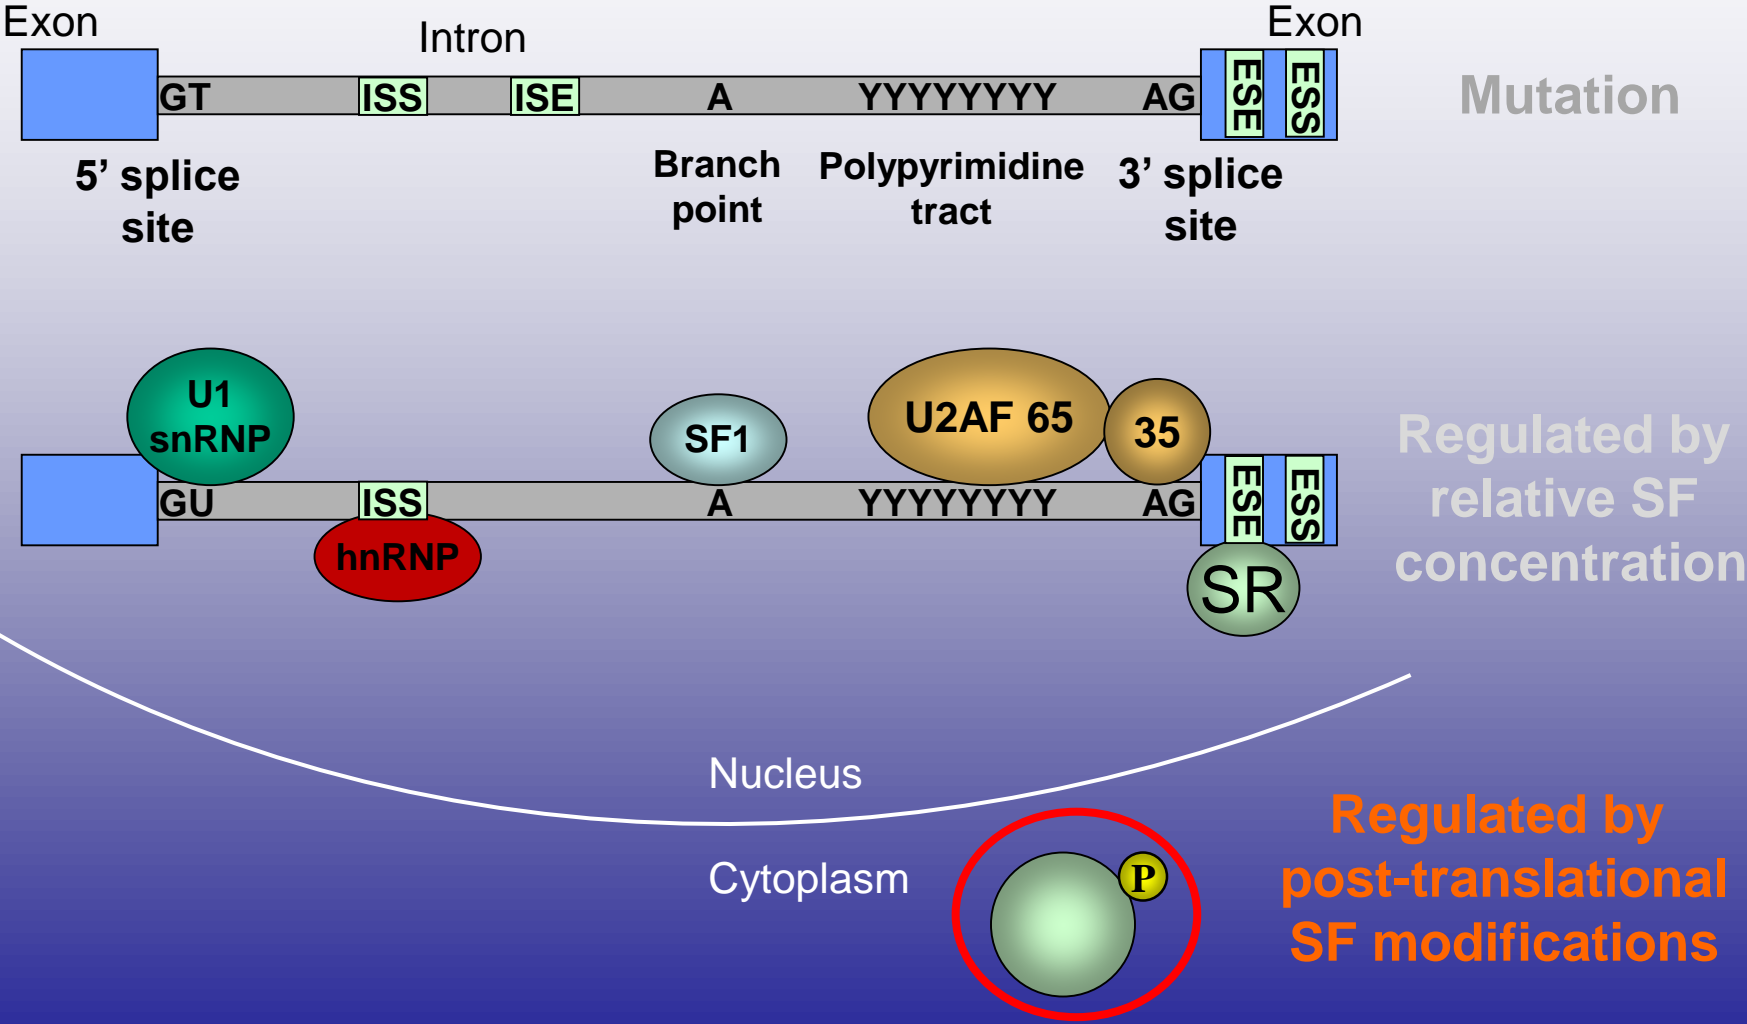 Exon
Intron
Exon
GT
ISS
ISE
A
YYYYYYYY
AG
ESE
ESS
Mutation
5’ splice
site
Branch
point
Polypyrimidine
tract
3’ splice
site
U1
snRNP
SF1
U2AF 65
35
GU
ISS
A
YYYYYYYY
AG
ESE
ESS
hnRNP
SR
Regulated by
relative SF
concentration
Nucleus
Cytoplasm
P
Regulated by
post-translational
SF modifications